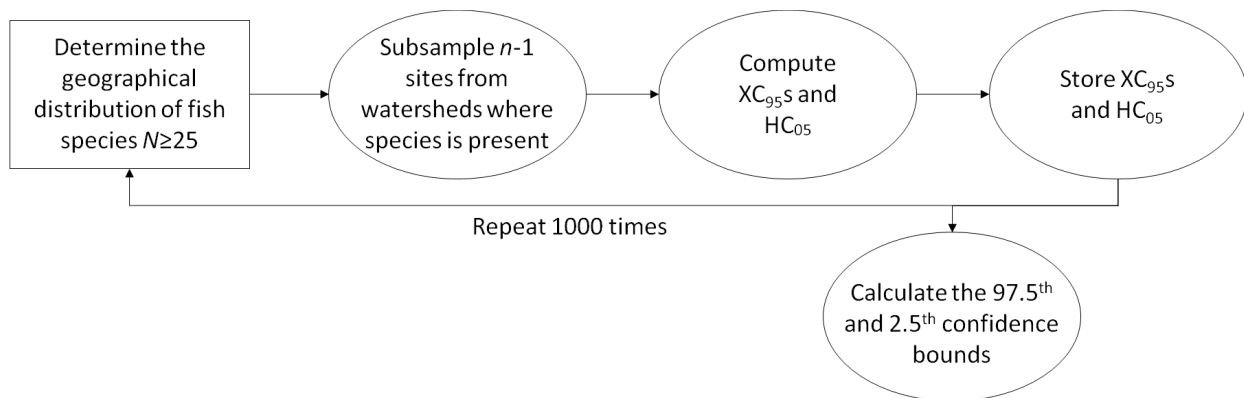 Determine the
geographical
distribution of fish
species N≥25
Subsample n-1
sites from
watersheds where
species is present
Compute
XC₉₅s and
HC₀₅
Store XC₉₅s
and HC₀₅
Repeat 1000 times
Calculate the 97.5ᵗʰ
and 2.5ᵗʰ confidence
bounds